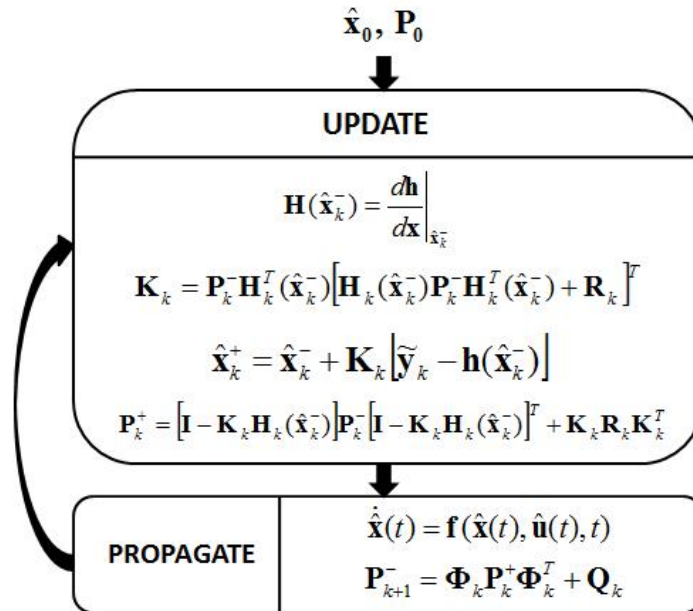 x̂₀, P₀
UPDATE
H(x̂ₖ⁻) = dh/dx |x̂ₖ⁻
Kₖ = Pₖ⁻Hₖᵀ(x̂ₖ⁻)[Hₖ(x̂ₖ⁻)Pₖ⁻Hₖᵀ(x̂ₖ⁻) + Rₖ]ᵀ
x̂ₖ⁺ = x̂ₖ⁻ + Kₖ[ỹₖ − h(x̂ₖ⁻)]
Pₖ⁺ = [I − KₖHₖ(x̂ₖ⁻)]Pₖ⁻[I − KₖHₖ(x̂ₖ⁻)]ᵀ + KₖRₖKₖᵀ
PROPAGATE
x̂̇(t) = f(x̂(t), û(t), t)
Pₖ₊₁⁻ = ΦₖPₖ⁺Φₖᵀ + Qₖ